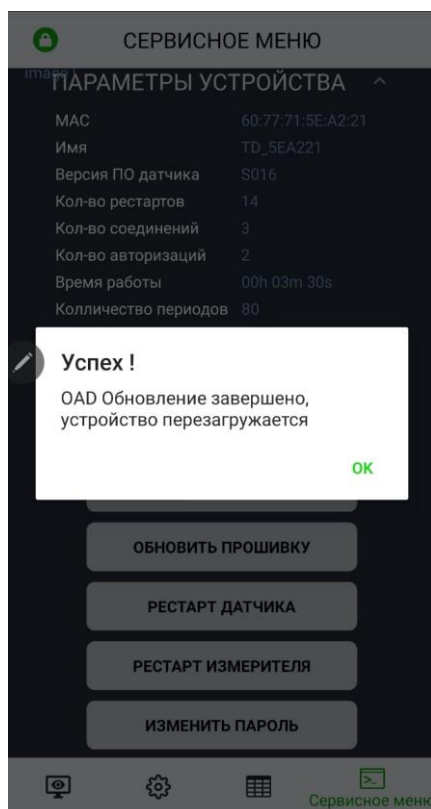 СЕРВИСНОЕ МЕНЮ
image1
ПАРАМЕТРЫ УСТРОЙСТВА
MAC 60:77:71:5E:A2:21
Имя TD_5EA221
Версия ПО датчика S016
Кол-во рестартов 14
Кол-во соединений 3
Кол-во авторизаций 2
Время работы 00h 03m 30s
Колличество периодов 80
Успех !
OAD Обновление завершено,
устройство перезагружается
OK
ОБНОВИТЬ ПРОШИВКУ
РЕСТАРТ ДАТЧИКА
РЕСТАРТ ИЗМЕРИТЕЛЯ
ИЗМЕНИТЬ ПАРОЛЬ
Сервисное меню